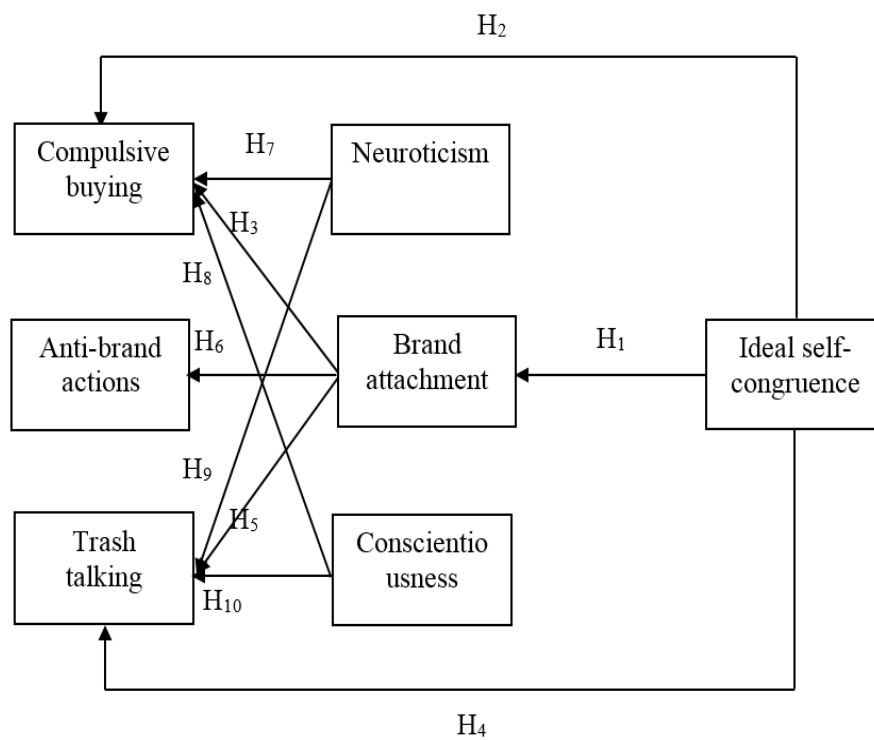 H₂
Compulsive
buying
H₇
Neuroticism
H₃
H₈
Anti-brand
actions
H₆
Brand
attachment
H₁
Ideal self-
congruence
H₉
H₅
Trash
talking
Conscientio
usness
H₁₀
H₄